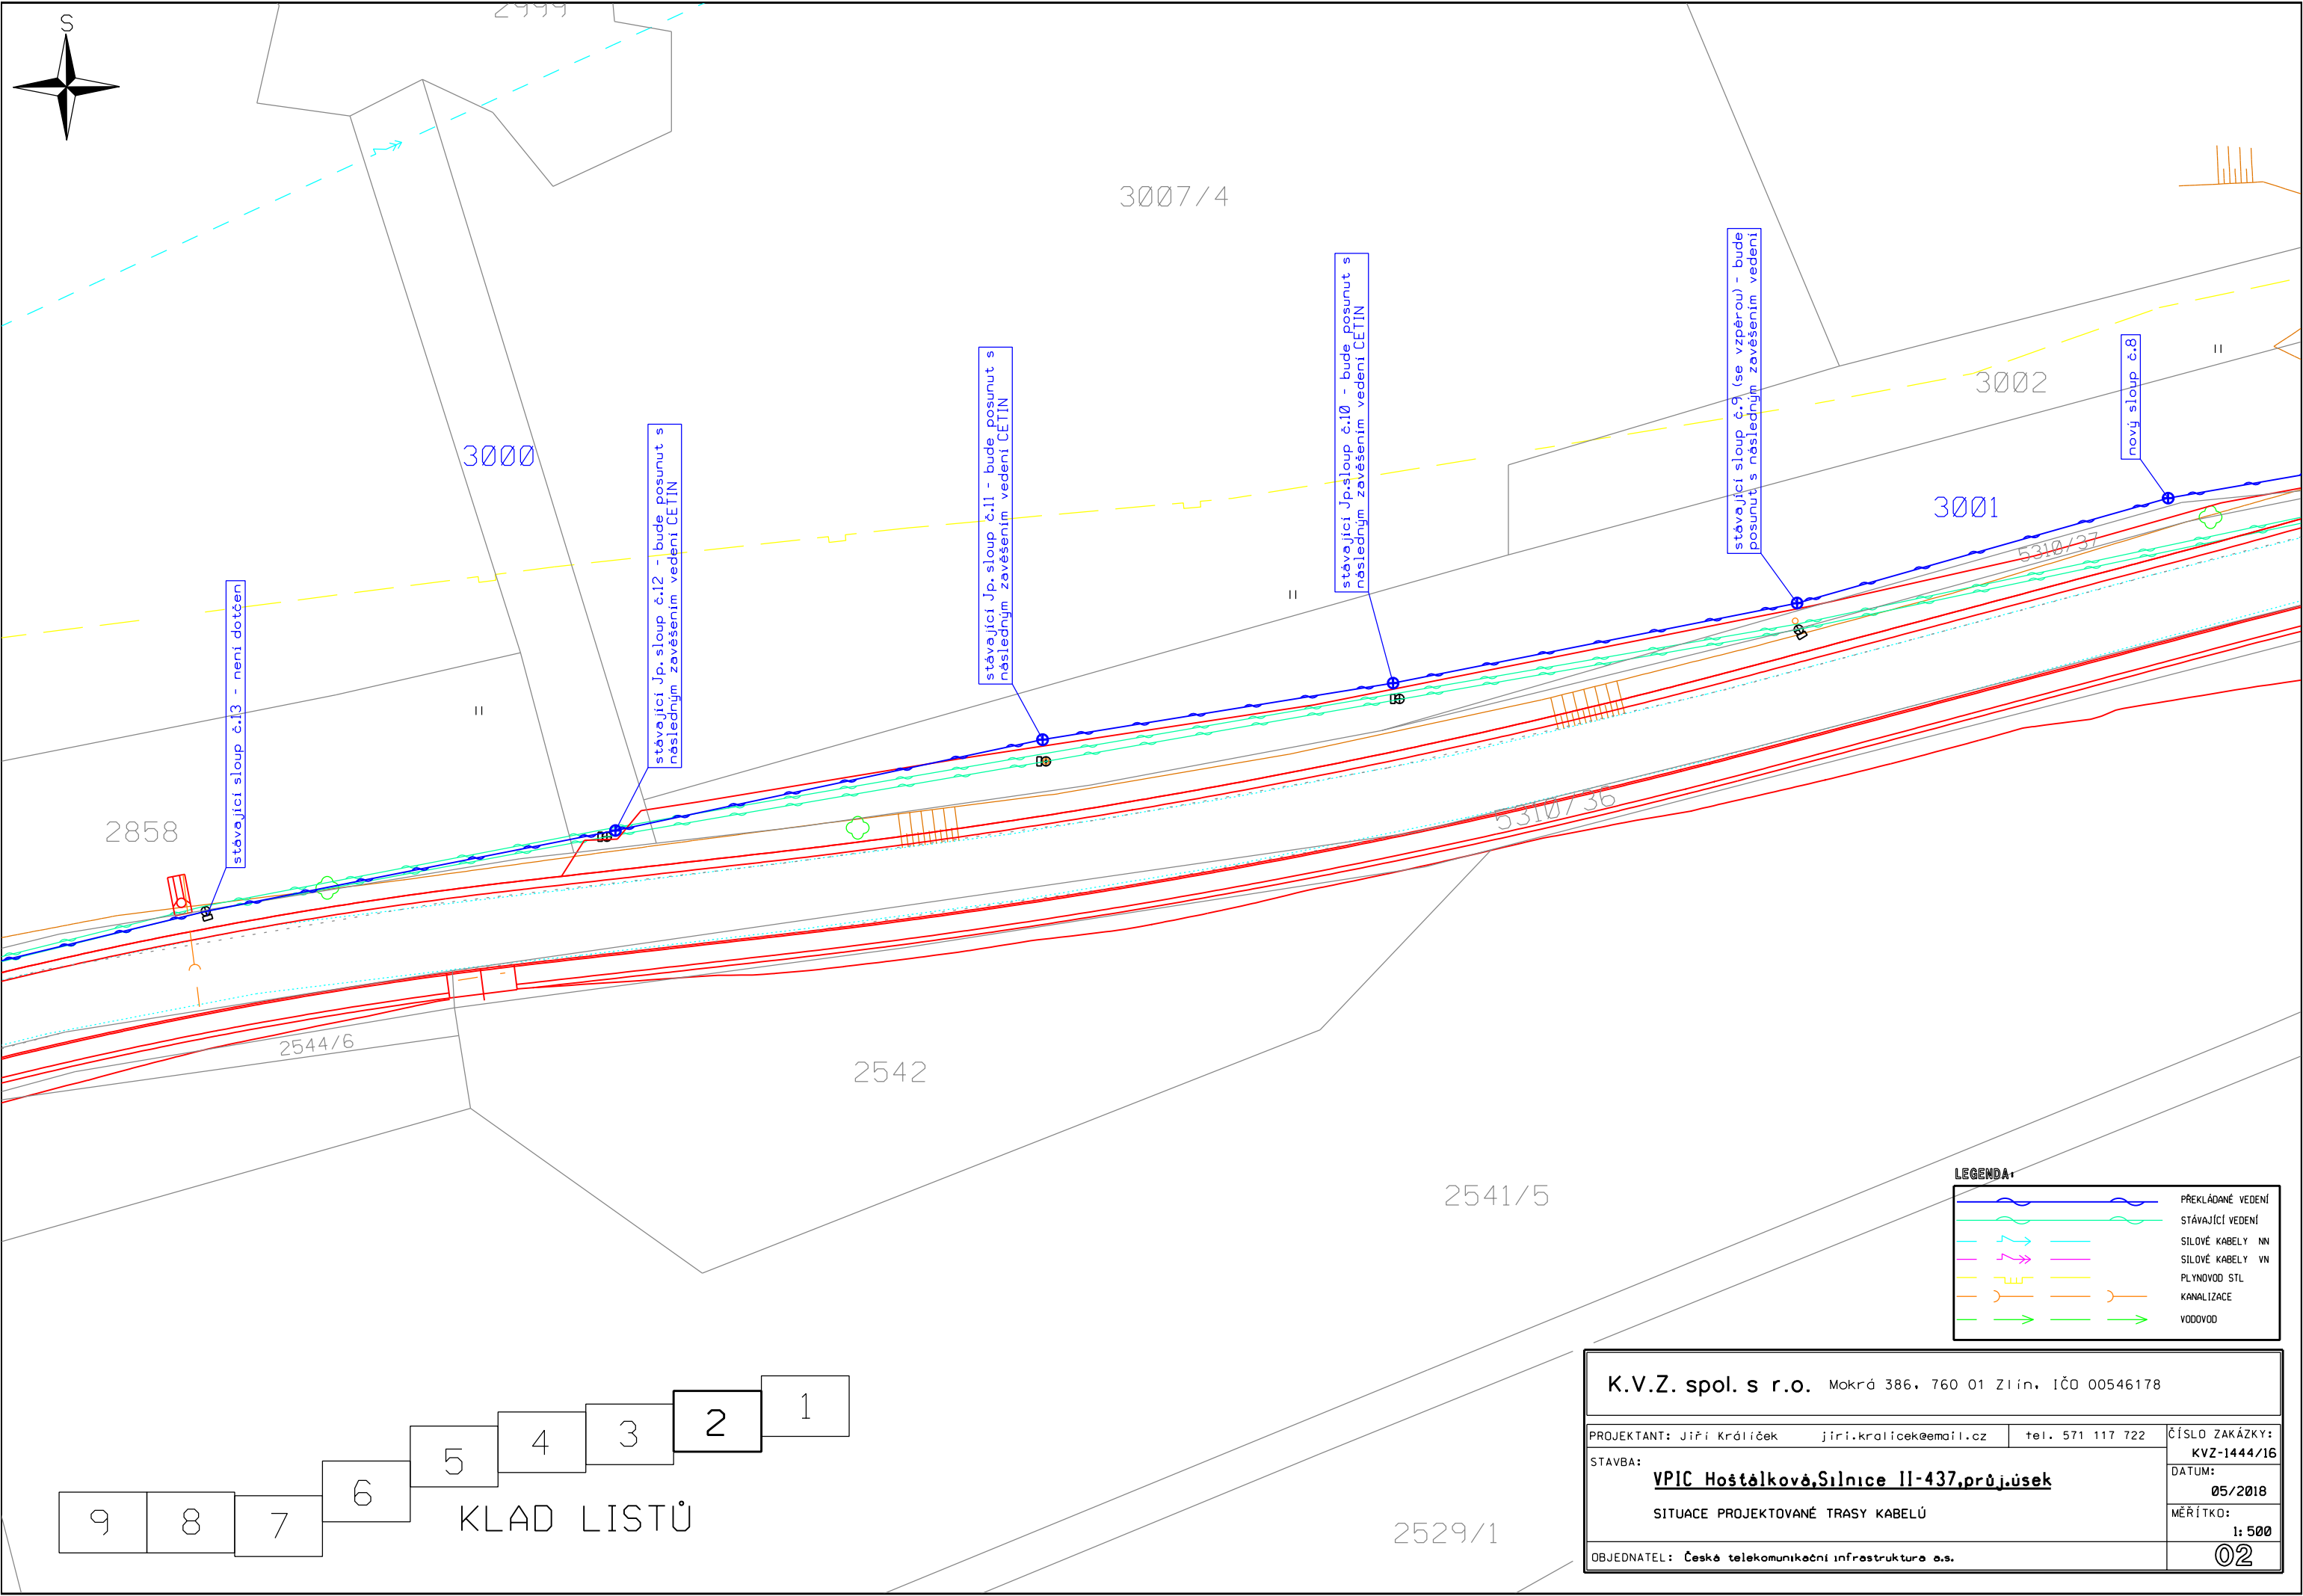 S
2999
3007/4
3000
3002
3001
5310/37
5310/36
2858
2544/6
2542
2541/5
2529/1
stávající sloup č.13 - není dotčen
stávající Jp. sloup č.12 - bude posunut s
následným zavěšením vedení CETIN
stávající Jp. sloup č.11 - bude posunut s
následným zavěšením vedení CETIN
stávající Jp.sloup č.10 - bude posunut s
následným zavěšením vedení CETIN
stávající sloup č.9 (se vzpěrou) - bude
posunut s následným zavěšením vedení
nový sloup č.8
LEGENDA:
PŘEKLÁDANÉ VEDENÍ
STÁVAJÍCÍ VEDENÍ
SILOVÉ KABELY NN
SILOVÉ KABELY VN
PLYNOVOD STL
KANALIZACE
VODOVOD
9 8 7 6 5 4 3 2 1
KLAD LISTŮ
K.V.Z. spol. s r.o. Mokrá 386, 760 01 Zlín, IČO 00546178
PROJEKTANT: Jiří Králíček jiri.kralicek@email.cz tel. 571 117 722
ČÍSLO ZAKÁZKY:
KVZ-1444/16
STAVBA:
VPIC Hošťálková,Silnice II-437,průj.úsek
SITUACE PROJEKTOVANÉ TRASY KABELŮ
DATUM:
05/2018
MĚŘÍTKO:
1:500
OBJEDNATEL: Česká telekomunikační infrastruktura a.s.
02